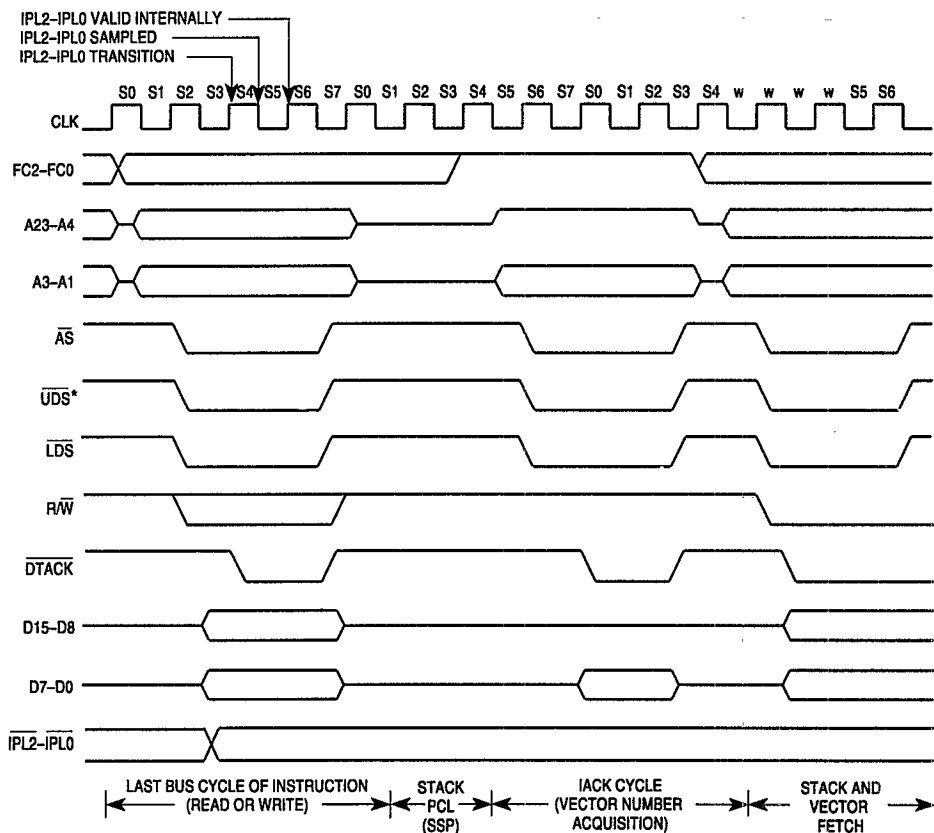 IPL2-IPL0 VALID INTERNALLY
IPL2-IPL0 SAMPLED
IPL2-IPL0 TRANSITION
S0 S1 S2 S3 S4 S5 S6 S7 S0 S1 S2 S3 S4 S5 S6 S7 S0 S1 S2 S3 S4 w w w w S5 S6
CLK
FC2-FC0
A23-A4
A3-A1
AS
UDS*
LDS
R/W
DTACK
D15-D8
D7-D0
IPL2-IPL0
LAST BUS CYCLE OF INSTRUCTION
(READ OR WRITE)
STACK
PCL
(SSP)
IACK CYCLE
(VECTOR NUMBER
ACQUISITION)
STACK AND
VECTOR
FETCH